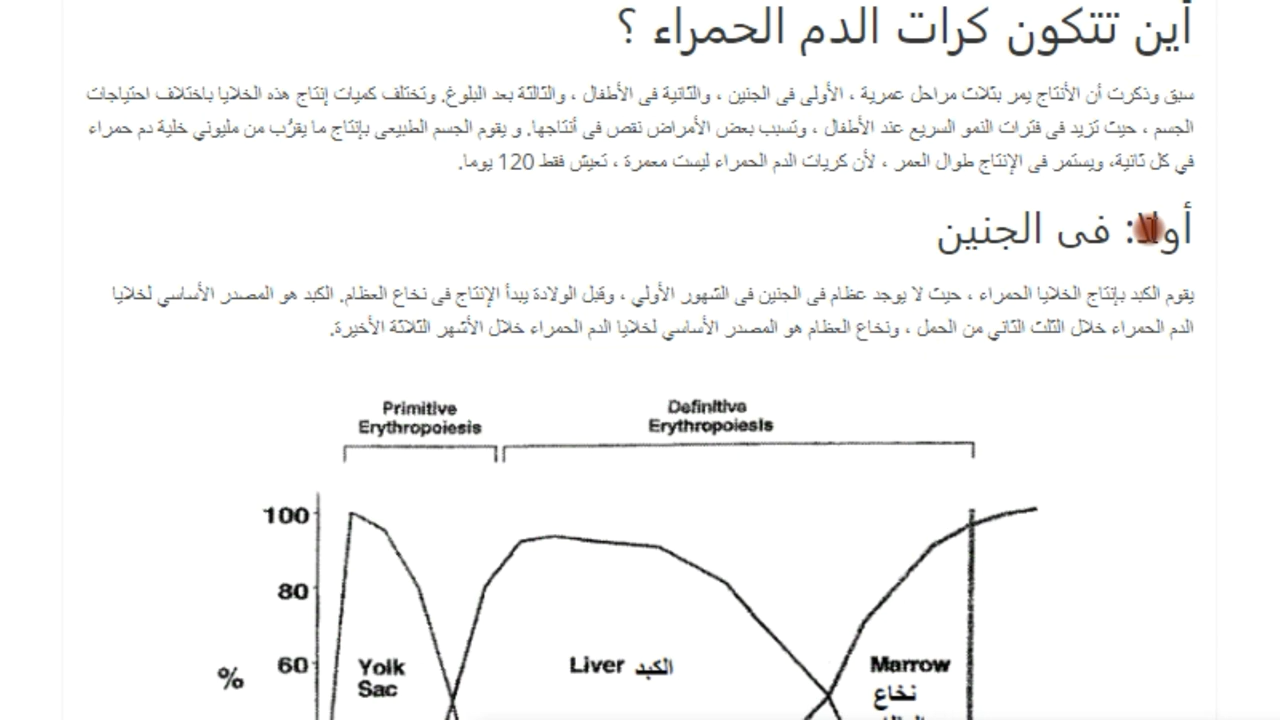 أين تتكون كرات الدم الحمراء ؟
سبق وذكرت أن الأنتاج يمر بثلاث مراحل عمرية ، الأولى فى الجنين ، والثانية فى الأطفال ، والثالثة بعد البلوغ. وتختلف كميات إنتاج هذه الخلايا باختلاف احتياجات
الجسم ، حيث تزيد فى فترات النمو السريع عند الأطفال ، وتسبب بعض الأمراض نقص فى أنتاجها. و يقوم الجسم الطبيعى بإنتاج ما يقرُب من مليوني خلية دم حمراء
في كل ثانية، ويستمر فى الإنتاج طوال العمر ، لأن كريات الدم الحمراء ليست معمرة ، تعيش فقط 120 يوما.
أولا: فى الجنين
يقوم الكبد بإنتاج الخلايا الحمراء ، حيث لا يوجد عظام فى الجنين فى الشهور الأولي ، وقبل الولادة يبدأ الإنتاج فى نخاع العظام. الكبد هو المصدر الأساسي لخلايا
الدم الحمراء خلال الثلث الثاني من الحمل ، ونخاع العظام هو المصدر الأساسي لخلايا الدم الحمراء خلال الأشهر الثلاثة الأخيرة.
Primitive
Erythropoiesis
Definitive
Erythropoiesis
100
80
60
%
Yolk
Sac
Liver الكبد
Marrow
نخاع